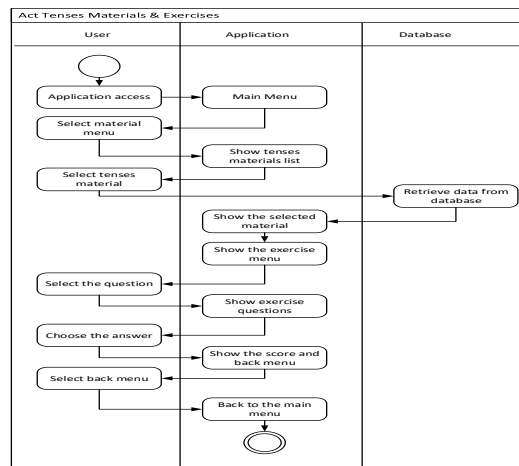 Act Tenses Materials & Exercises
User
Application
Database
Application access
Main Menu
Select material
menu
Show tenses
materials list
Select tenses
material
Retrieve data from
database
Show the selected
material
Show the exercise
menu
Select the question
Show exercise
questions
Choose the answer
Show the score and
back menu
Select back menu
Back to the main
menu